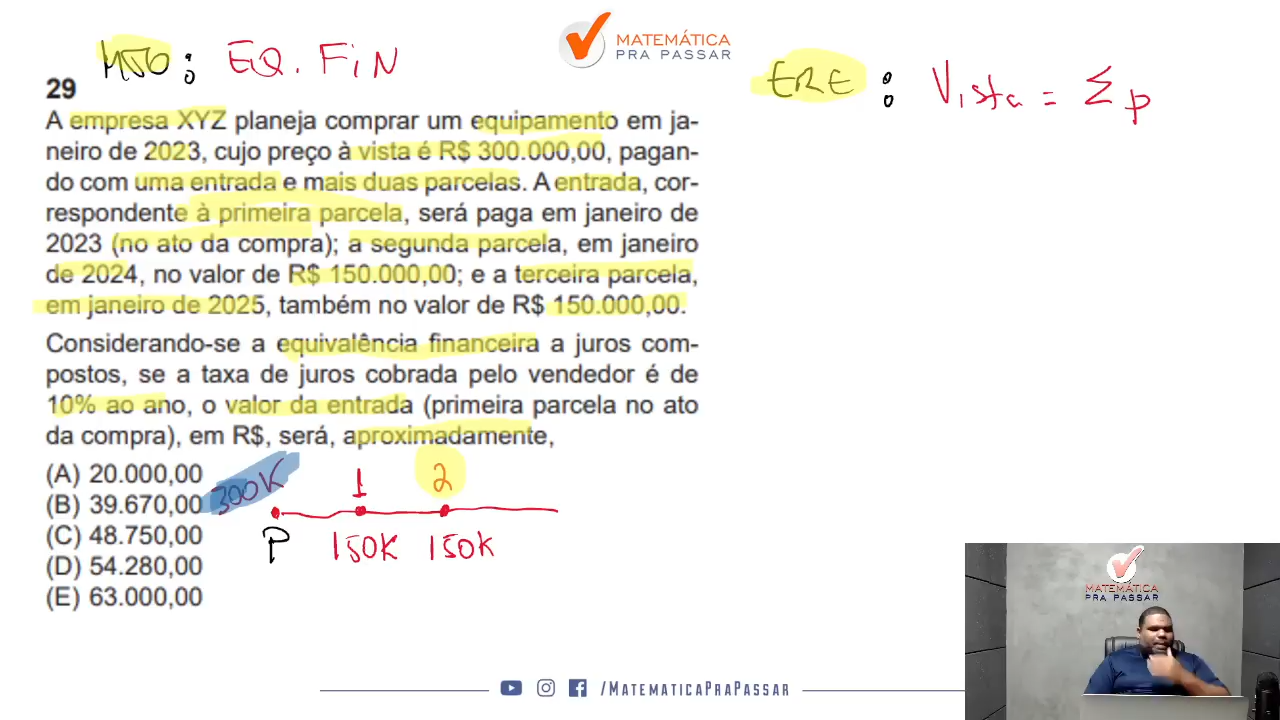 MATEMÁTICA
PRA PASSAR
MJO: EQ. FiN
ERE: Vista = Σ p
29
A empresa XYZ planeja comprar um equipamento em ja-
neiro de 2023, cujo preço à vista é R$ 300.000,00, pagan-
do com uma entrada e mais duas parcelas. A entrada, cor-
respondente à primeira parcela, será paga em janeiro de
2023 (no ato da compra); a segunda parcela, em janeiro
de 2024, no valor de R$ 150.000,00; e a terceira parcela,
em janeiro de 2025, também no valor de R$ 150.000,00.
Considerando-se a equivalência financeira a juros com-
postos, se a taxa de juros cobrada pelo vendedor é de
10% ao ano, o valor da entrada (primeira parcela no ato
da compra), em R$, será, aproximadamente,
(A) 20.000,00
(B) 39.670,00
(C) 48.750,00
(D) 54.280,00
(E) 63.000,00
300K 1 2
P 150K 150K
MATEMÁTICA
PRA PASSAR
/MATEMATICAPRAPASSAR